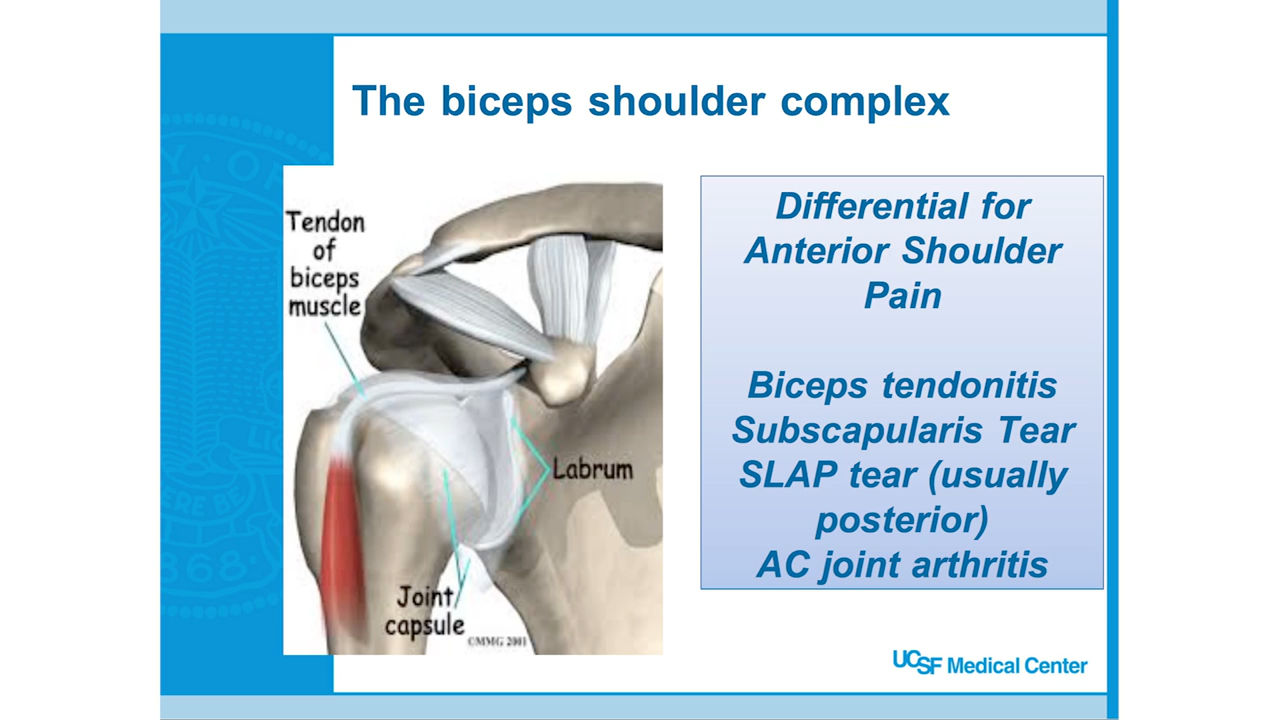 The biceps shoulder complex
Tendon
of
biceps
muscle
Labrum
Joint
capsule
©MMG 2001
Differential for
Anterior Shoulder
Pain
Biceps tendonitis
Subscapularis Tear
SLAP tear (usually
posterior)
AC joint arthritis
UCSF Medical Center
1868